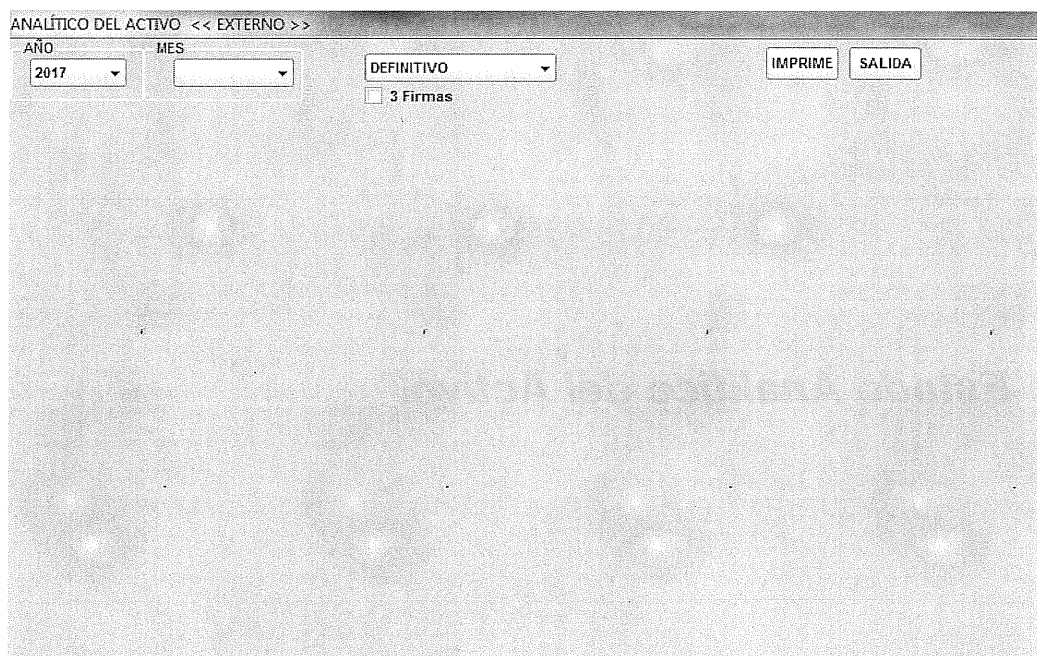 ANALÍTICO DEL ACTIVO << EXTERNO >>
AÑO
MES
2017
DEFINITIVO
IMPRIME
SALIDA
3 Firmas